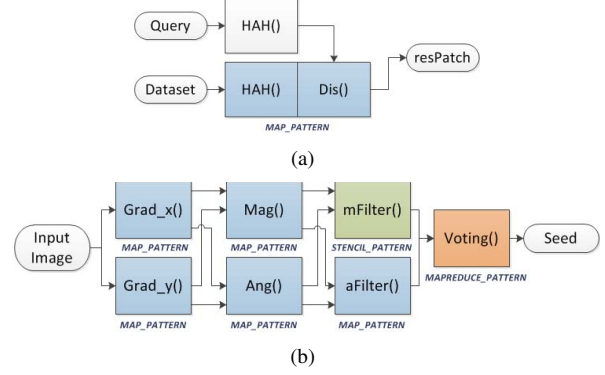 Query
HAH()
resPatch
Dataset
HAH()
Dis()
MAP_PATTERN
(a)
Grad_x()
Mag()
mFilter()
Input
Image
MAP_PATTERN
MAP_PATTERN
STENCIL_PATTERN
Voting()
Seed
Grad_y()
Ang()
aFilter()
MAPREDUCE_PATTERN
MAP_PATTERN
MAP_PATTERN
MAP_PATTERN
(b)